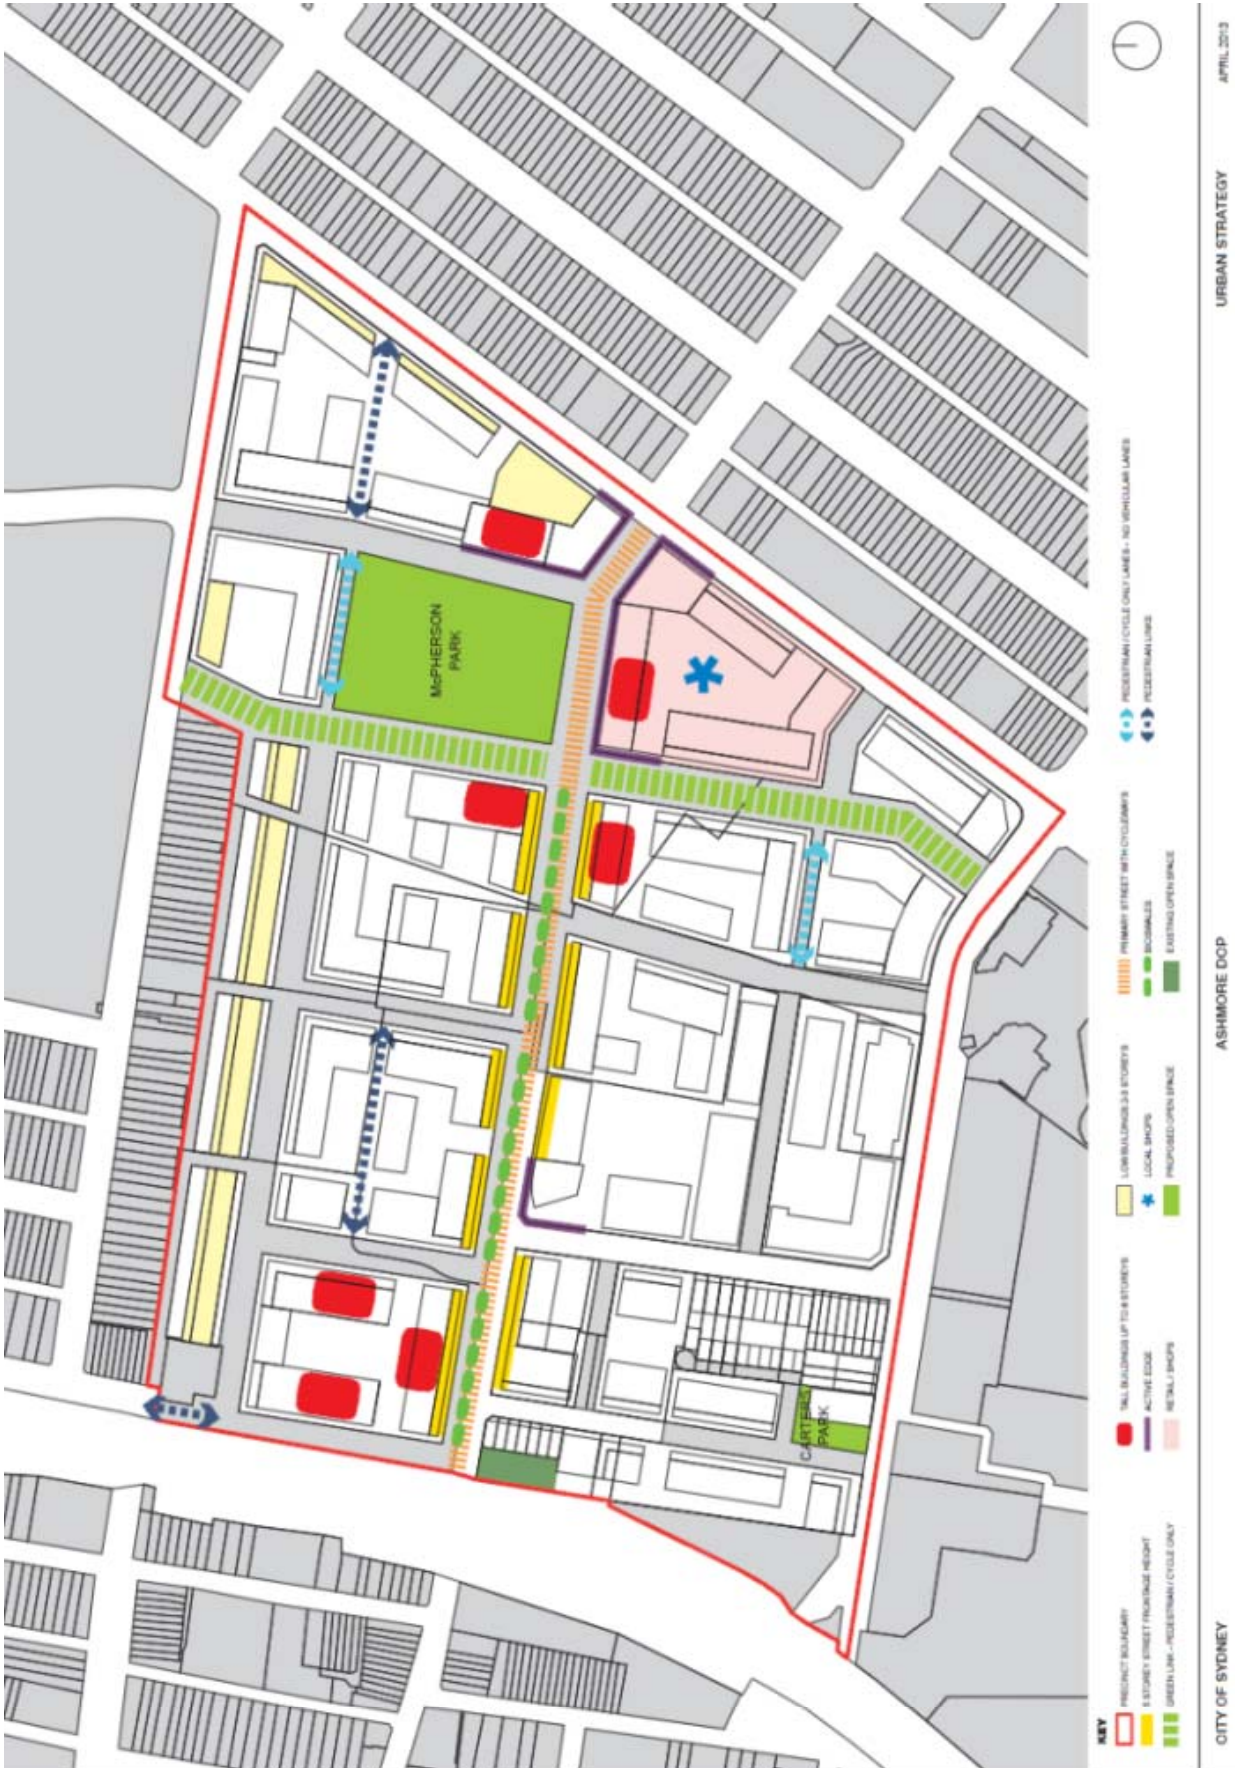 McPHERSON
PARK
CARTERS
PARK
KEY
PRECINCT BOUNDARY
5 STOREY STREET FRONTAGE HEIGHT
GREEN LINK - PEDESTRIAN / CYCLE ONLY
TALL BUILDINGS UP TO 8 STOREYS
ACTIVE EDGE
RETAIL / SHOPS
LOW BUILDINGS 2-3 STOREYS
LOCAL SHOPS
PROPOSED OPEN SPACE
PRIMARY STREET WITH CYCLEWAYS
BIOSWALES
EXISTING OPEN SPACE
PEDESTRIAN / CYCLE ONLY LANES - NO VEHICULAR LANES
PEDESTRIAN LINKS
CITY OF SYDNEY
ASHMORE DOP
URBAN STRATEGY
APRIL 2013